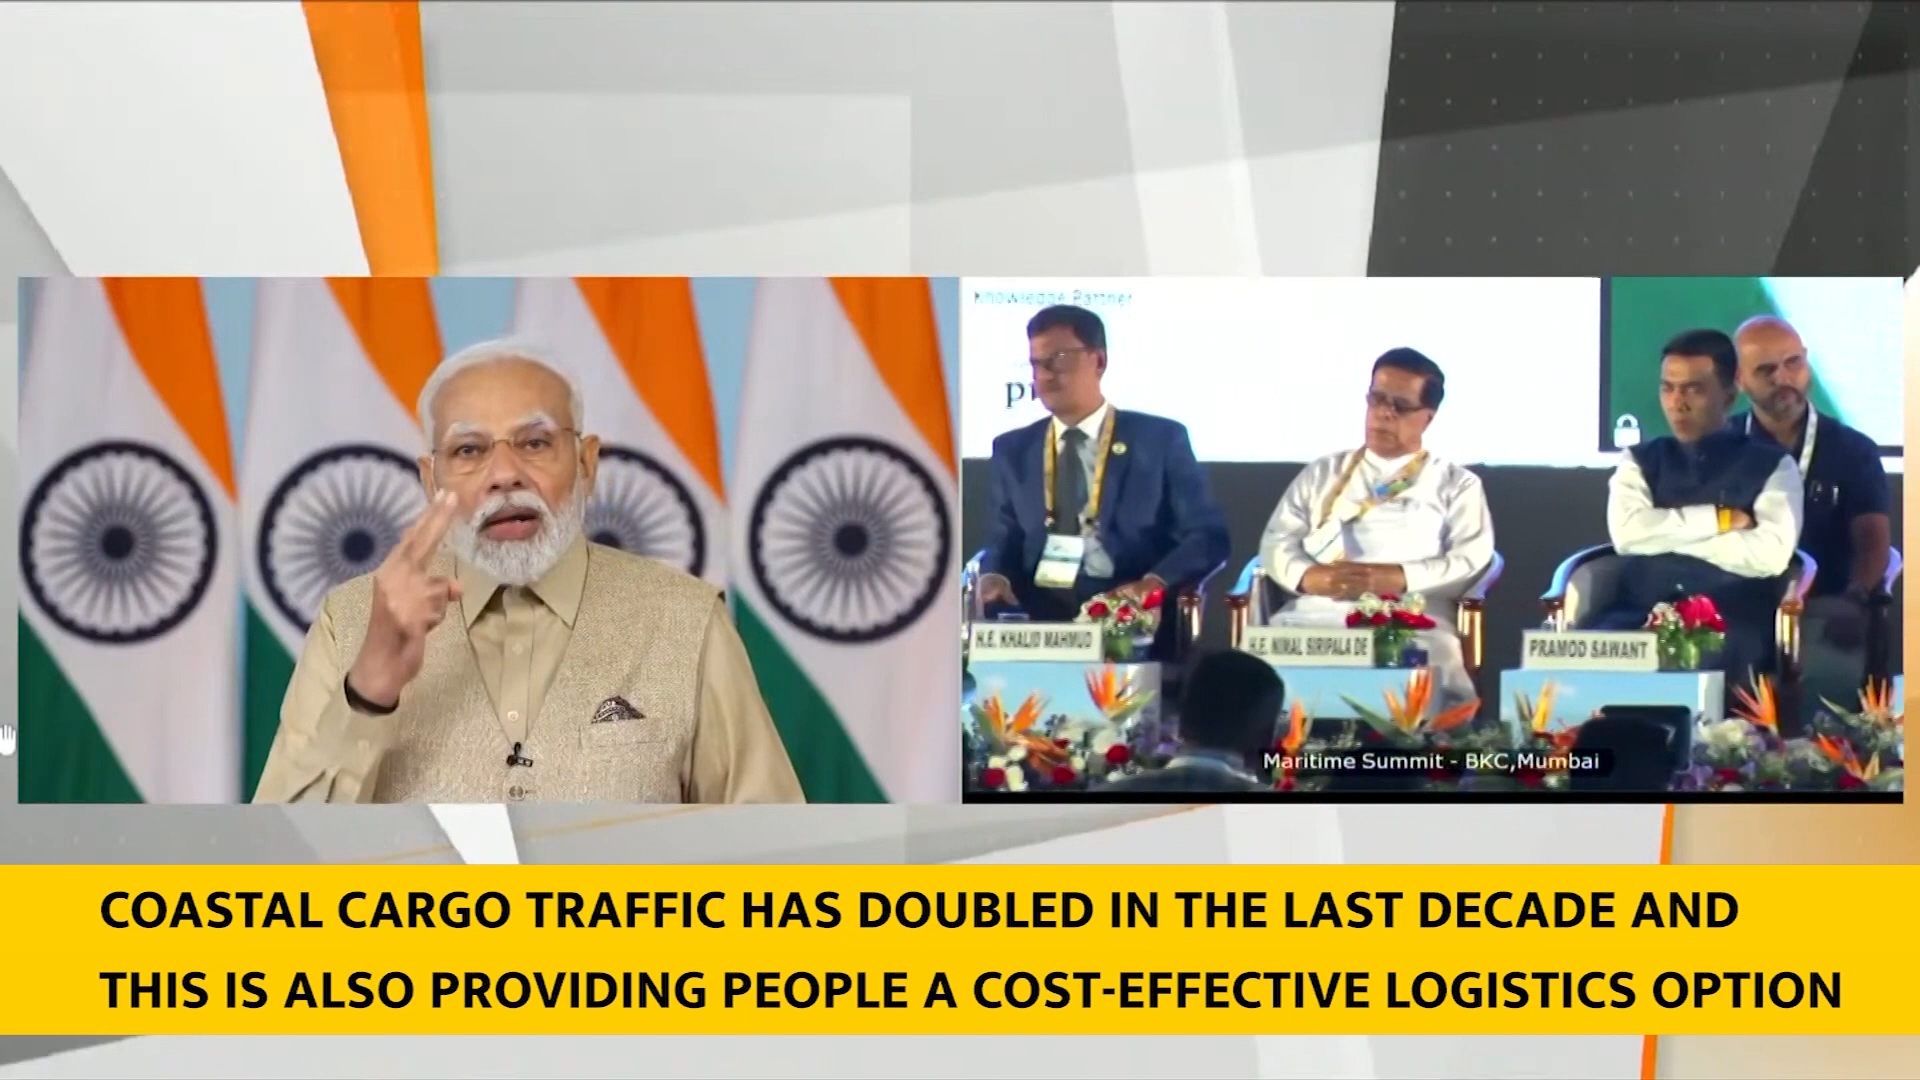 Knowledge Partner
H.E. KHALID MAHMUD
H.E. NIMAL SIRIPALA DE
PRAMOD SAWANT
Maritime Summit - BKC,Mumbai
COASTAL CARGO TRAFFIC HAS DOUBLED IN THE LAST DECADE AND
THIS IS ALSO PROVIDING PEOPLE A COST-EFFECTIVE LOGISTICS OPTION